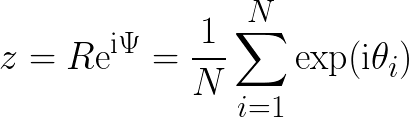 z = Re^{iΨ} = \frac{1}{N} \sum_{i=1}^{N} exp(iθ_i)